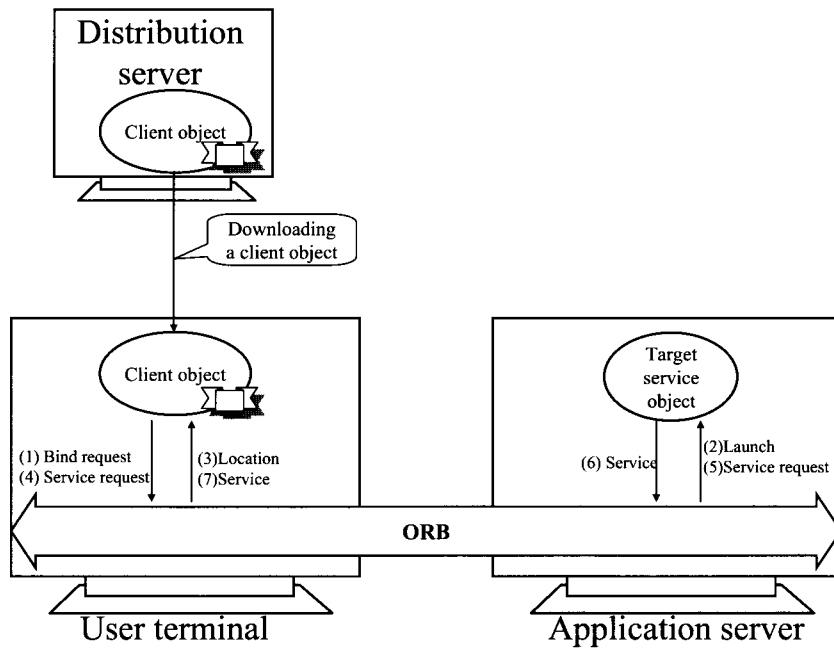 Distribution
server
Client object
Downloading
a client object
Client object
Target
service
object
(1) Bind request
(4) Service request
(3)Location
(7)Service
(6) Service
(2)Launch
(5)Service request
ORB
User terminal
Application server